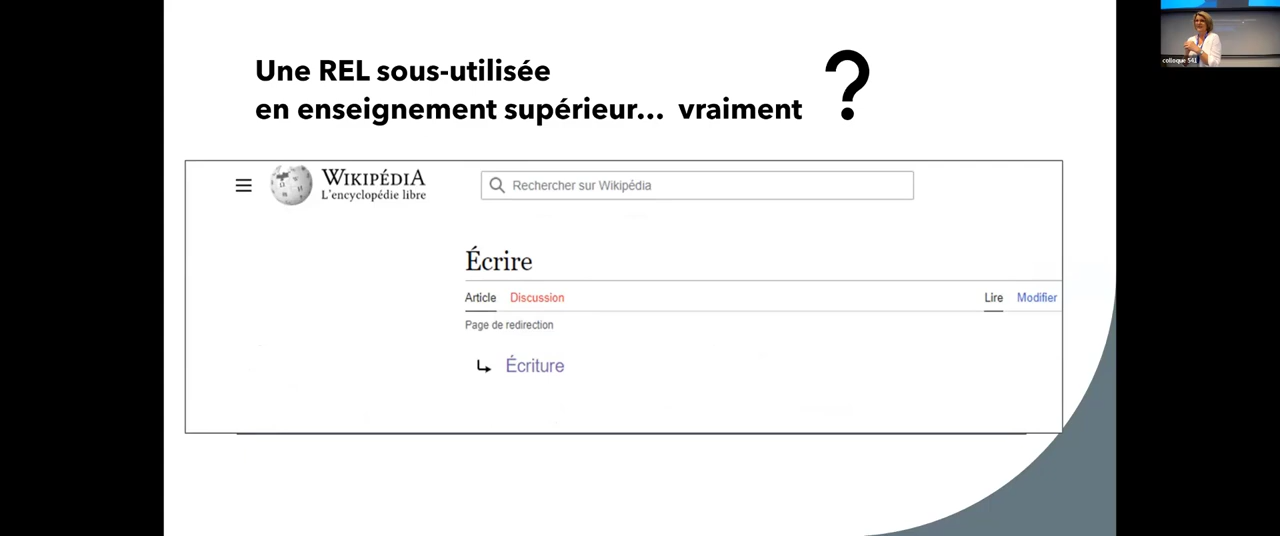 Une REL sous-utilisée
en enseignement supérieur... vraiment ?
WIKIPÉDIA
L'encyclopédie libre
Rechercher sur Wikipédia
Écrire
Article Discussion Lire Modifier
Page de redirection
Écriture
colloque 541